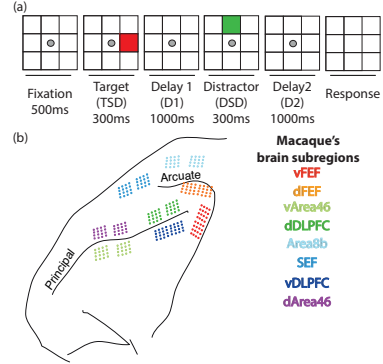 (a)
Fixation
500ms
Target
(TSD)
300ms
Delay 1
(D1)
1000ms
Distractor
(DSD)
300ms
Delay2
(D2)
1000ms
Response
(b)
Arcuate
Principal
Macaque's
brain subregions
vFEF
dFEF
vArea46
dDLPFC
Area8b
SEF
vDLPFC
dArea46